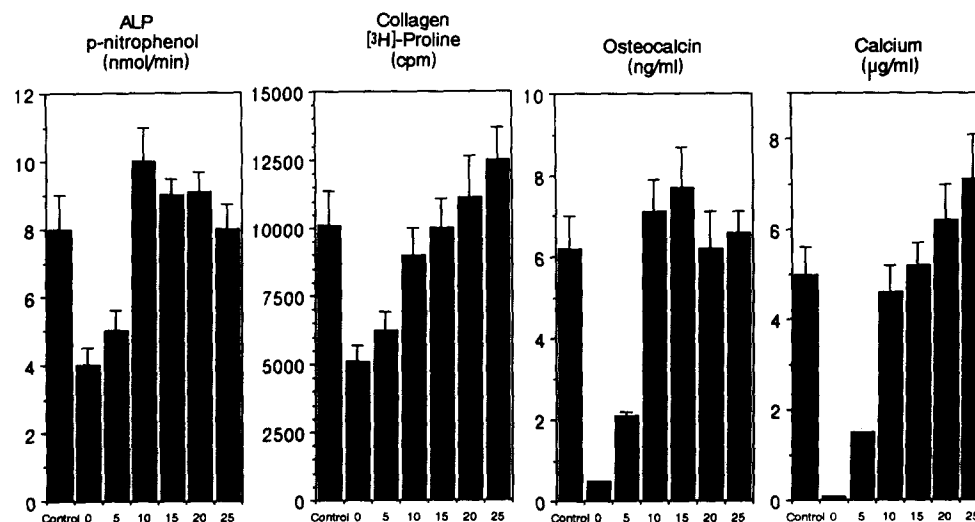 ALP
p-nitrophenol
(nmol/min)
12
10
8
6
4
2
0
Control 0 5 10 15 20 25
Collagen
[³H]-Proline
(cpm)
15000
12500
10000
7500
5000
2500
0
Control 0 5 10 15 20 25
Osteocalcin
(ng/ml)
10
8
6
4
2
0
Control 0 5 10 15 20 25
Calcium
(µg/ml)
8
6
4
2
0
Control 0 5 10 15 20 25